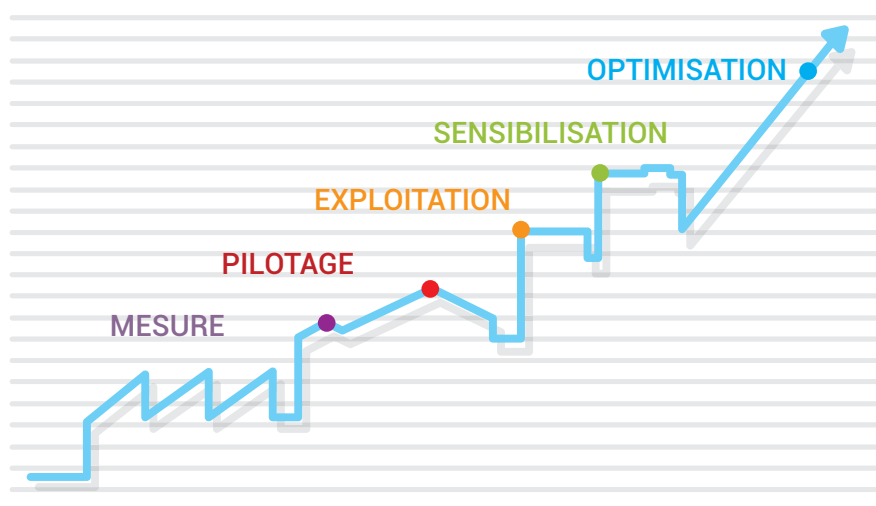 OPTIMISATION
SENSIBILISATION
EXPLOITATION
PILOTAGE
MESURE